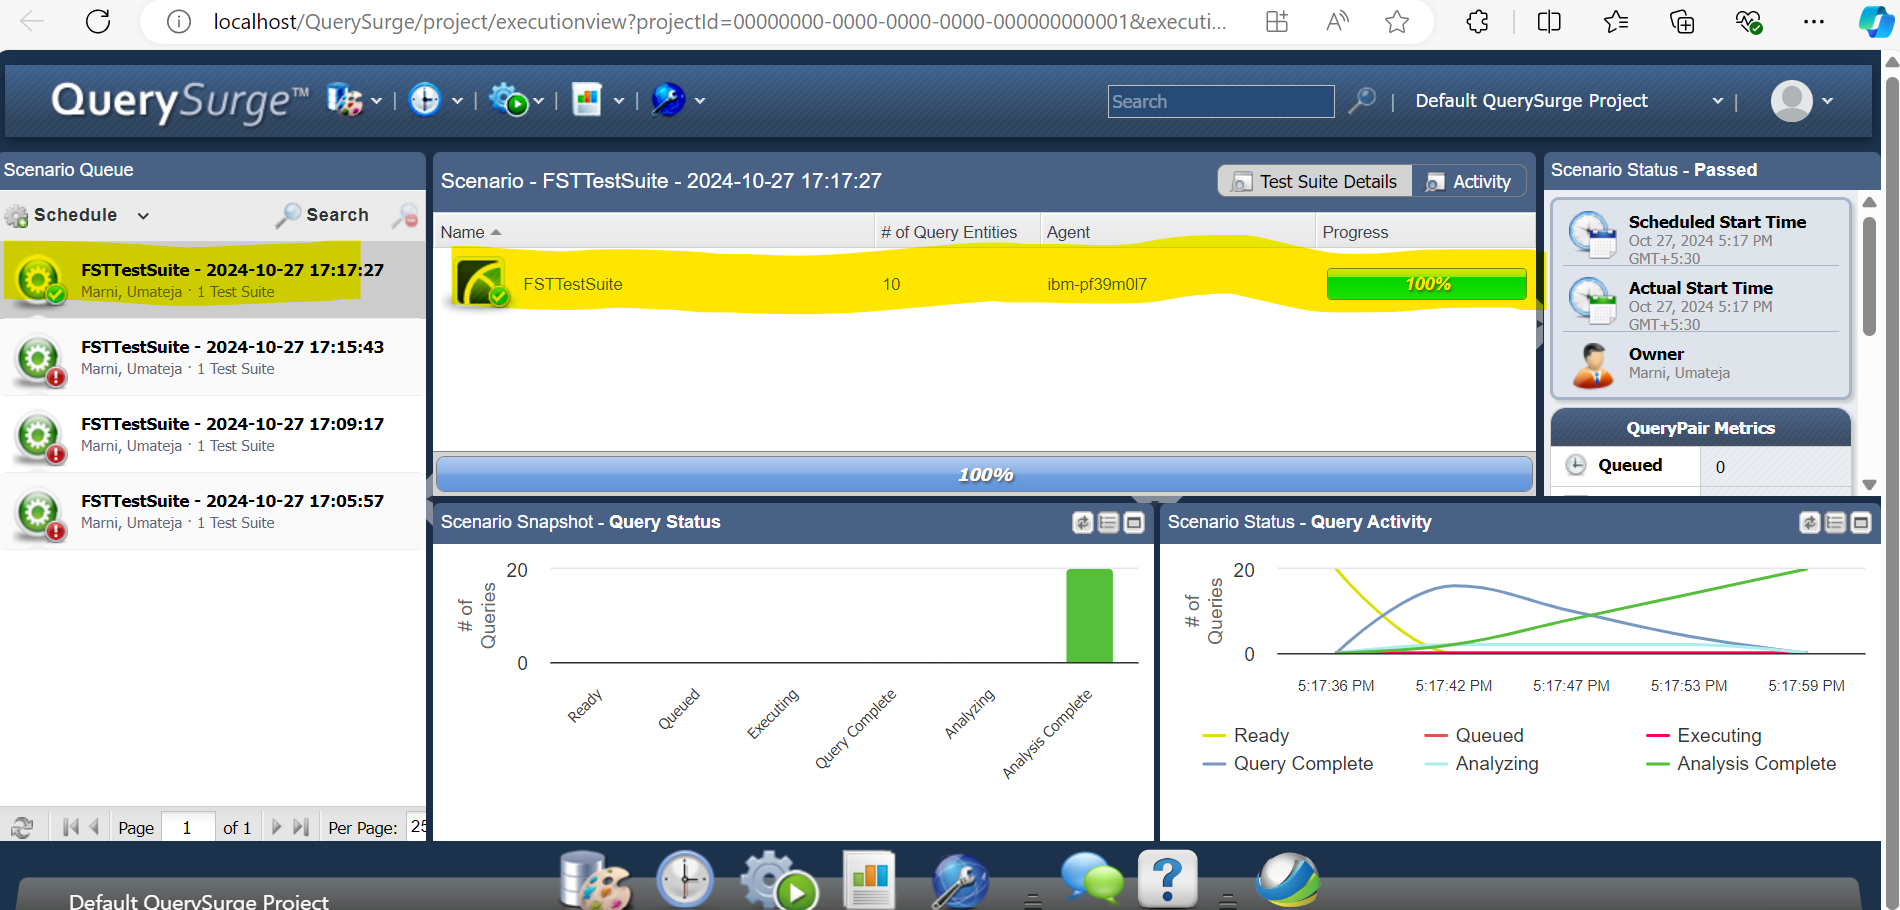 localhost/QuerySurge/project/executionview?projectId=00000000-0000-0000-0000-000000000001&executi...
QuerySurge™
Search
Default QuerySurge Project
Scenario Queue
Schedule
Search
FSTTestSuite - 2024-10-27 17:17:27
Marni, Umateja · 1 Test Suite
FSTTestSuite - 2024-10-27 17:15:43
Marni, Umateja · 1 Test Suite
FSTTestSuite - 2024-10-27 17:09:17
Marni, Umateja · 1 Test Suite
FSTTestSuite - 2024-10-27 17:05:57
Marni, Umateja · 1 Test Suite
Page 1 of 1 Per Page: 25
Scenario - FSTTestSuite - 2024-10-27 17:17:27
Test Suite Details
Activity
Name # of Query Entities Agent Progress
FSTTestSuite 10 ibm-pf39m0l7 100%
100%
Scenario Status - Passed
Scheduled Start Time
Oct 27, 2024 5:17 PM
GMT+5:30
Actual Start Time
Oct 27, 2024 5:17 PM
GMT+5:30
Owner
Marni, Umateja
QueryPair Metrics
Queued 0
Scenario Snapshot - Query Status
# of
Queries
20
0
Ready
Queued
Executing
Query Complete
Analyzing
Analysis Complete
Scenario Status - Query Activity
# of
Queries
20
0
5:17:36 PM 5:17:42 PM 5:17:47 PM 5:17:53 PM 5:17:59 PM
Ready Queued Executing
Query Complete Analyzing Analysis Complete
Default QuerySurge Project